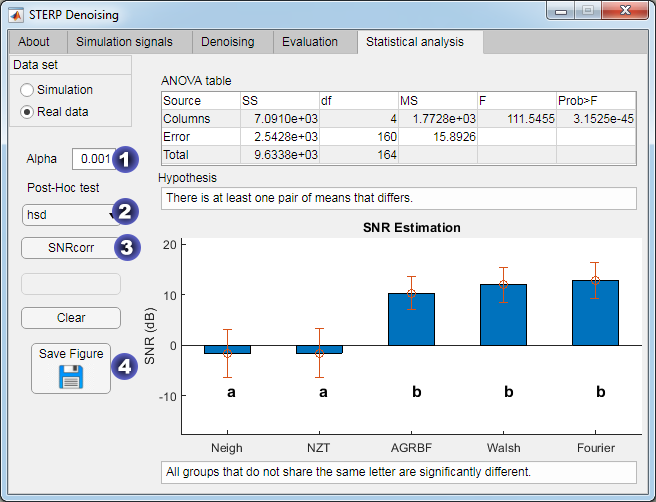 STERP Denoising
About Simulation signals Denoising Evaluation Statistical analysis
Data set
Simulation
Real data
Alpha 0.001 1
Post-Hoc test
hsd 2
SNRcorr 3
Clear
Save Figure 4
ANOVA table
Source SS df MS F Prob>F
Columns 7.0910e+03 4 1.7728e+03 111.5455 3.1525e-45
Error 2.5428e+03 160 15.8926
Total 9.6338e+03 164
Hypothesis
There is at least one pair of means that differs.
SNR Estimation
SNR (dB)
20
10
0
-10
a a b b b
Neigh NZT AGRBF Walsh Fourier
All groups that do not share the same letter are significantly different.